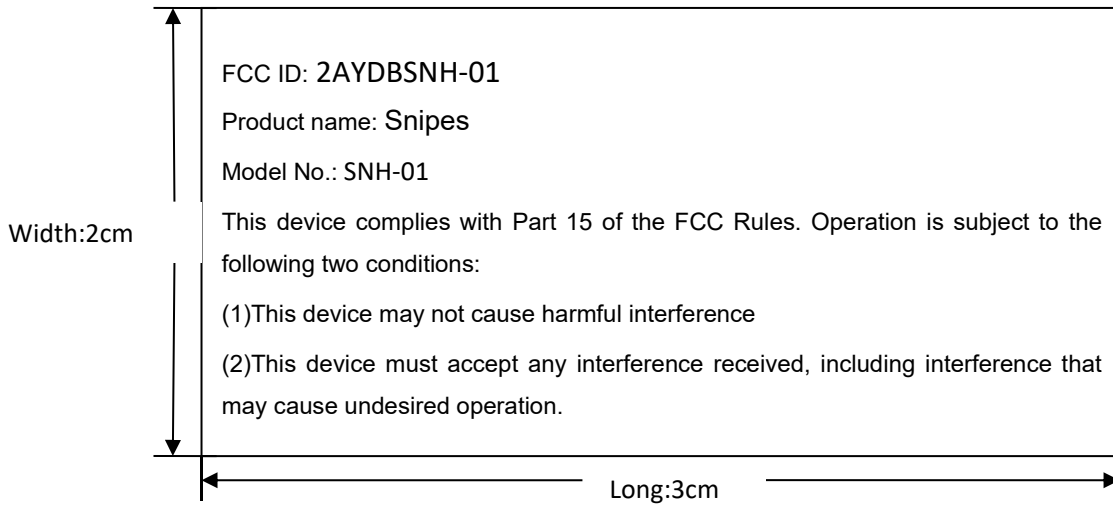 FCC ID: 2AYDBSNH-01
Product name: Snipes
Model No.: SNH-01
This device complies with Part 15 of the FCC Rules. Operation is subject to the
following two conditions:
(1)This device may not cause harmful interference
(2)This device must accept any interference received, including interference that
may cause undesired operation.
Width:2cm
Long:3cm